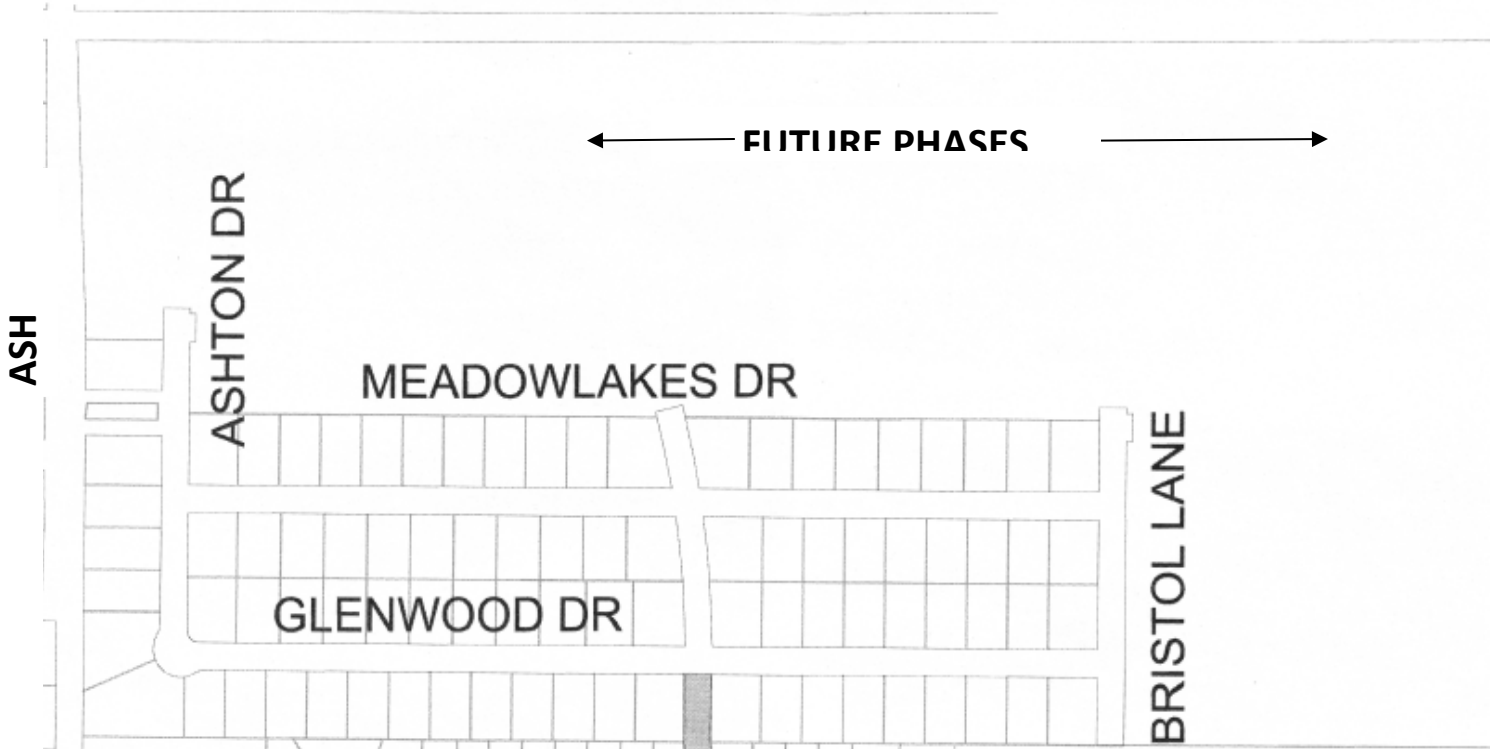 FUTURE PHASES
ASHTON DR
ASH
MEADOWLAKES DR
BRISTOL LANE
GLENWOOD DR